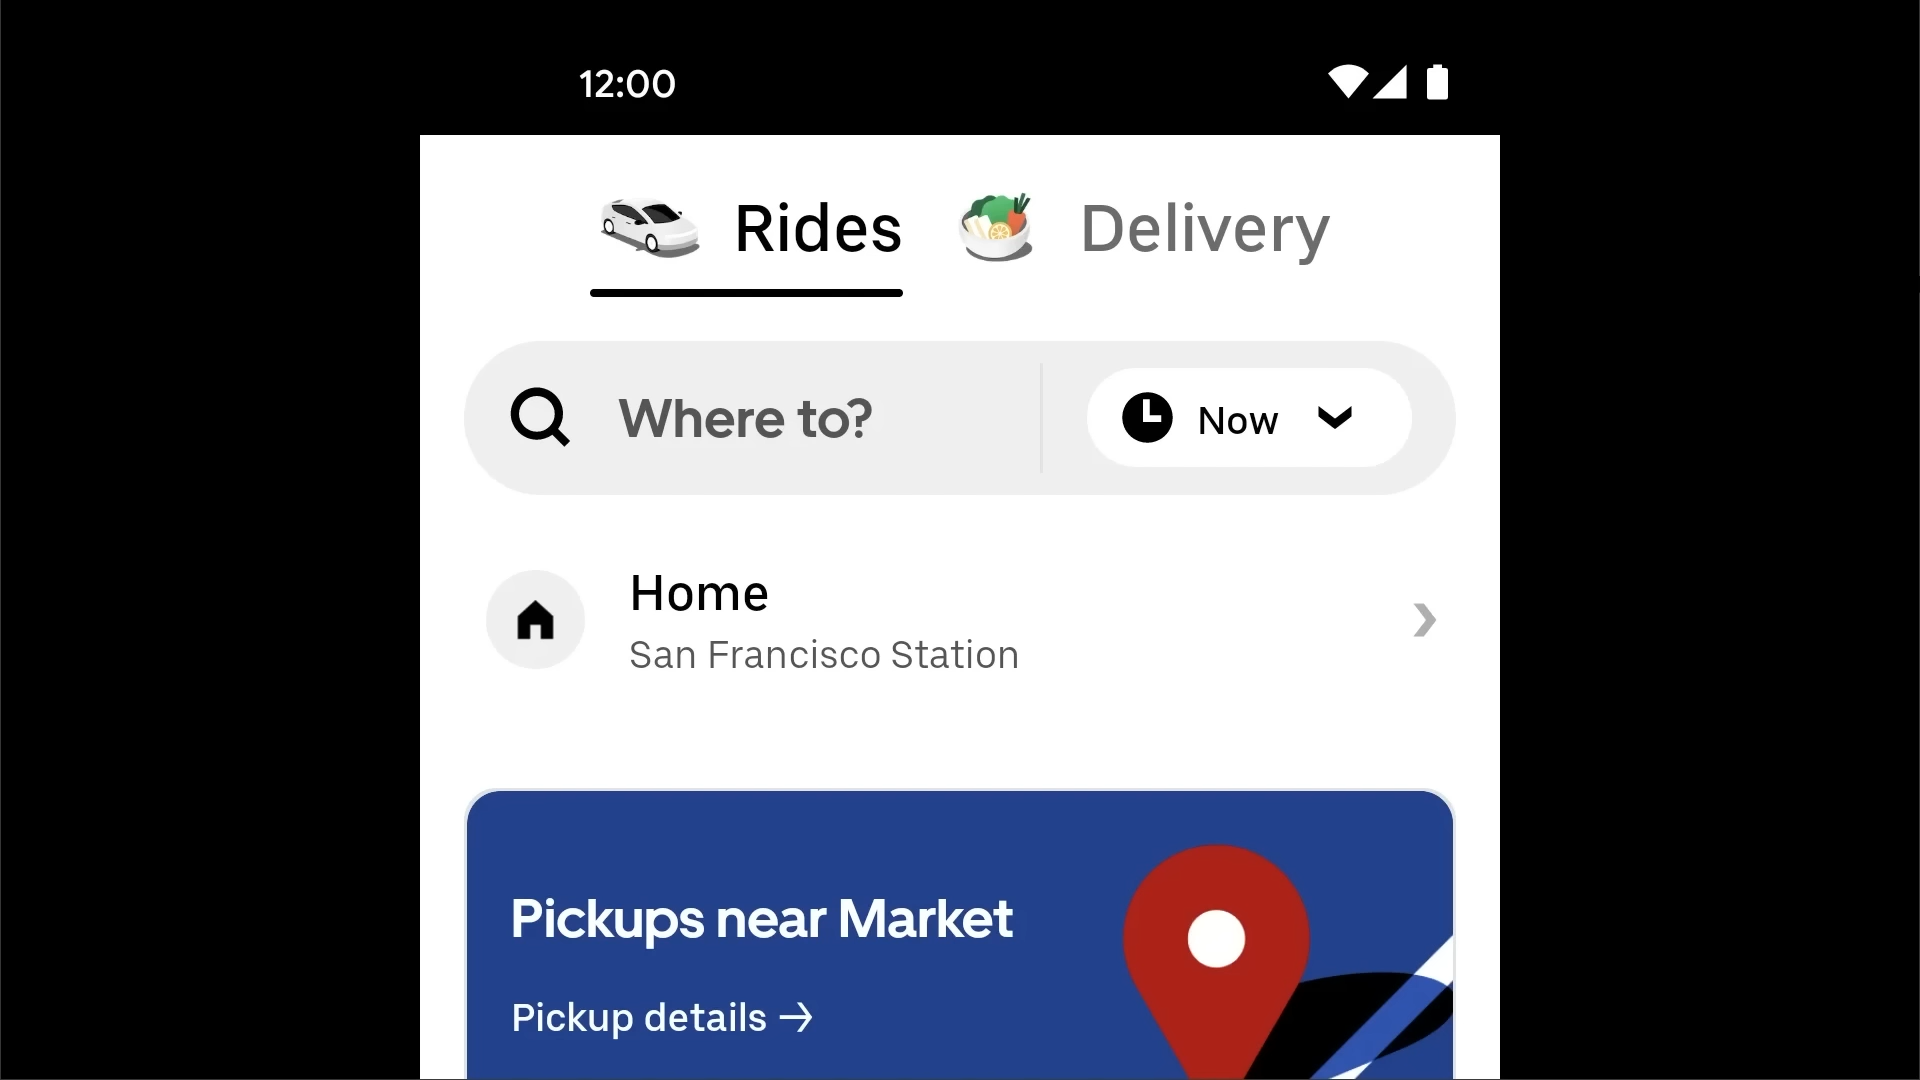 12:00
Rides Delivery
Where to? Now
Home
San Francisco Station
Pickups near Market
Pickup details →